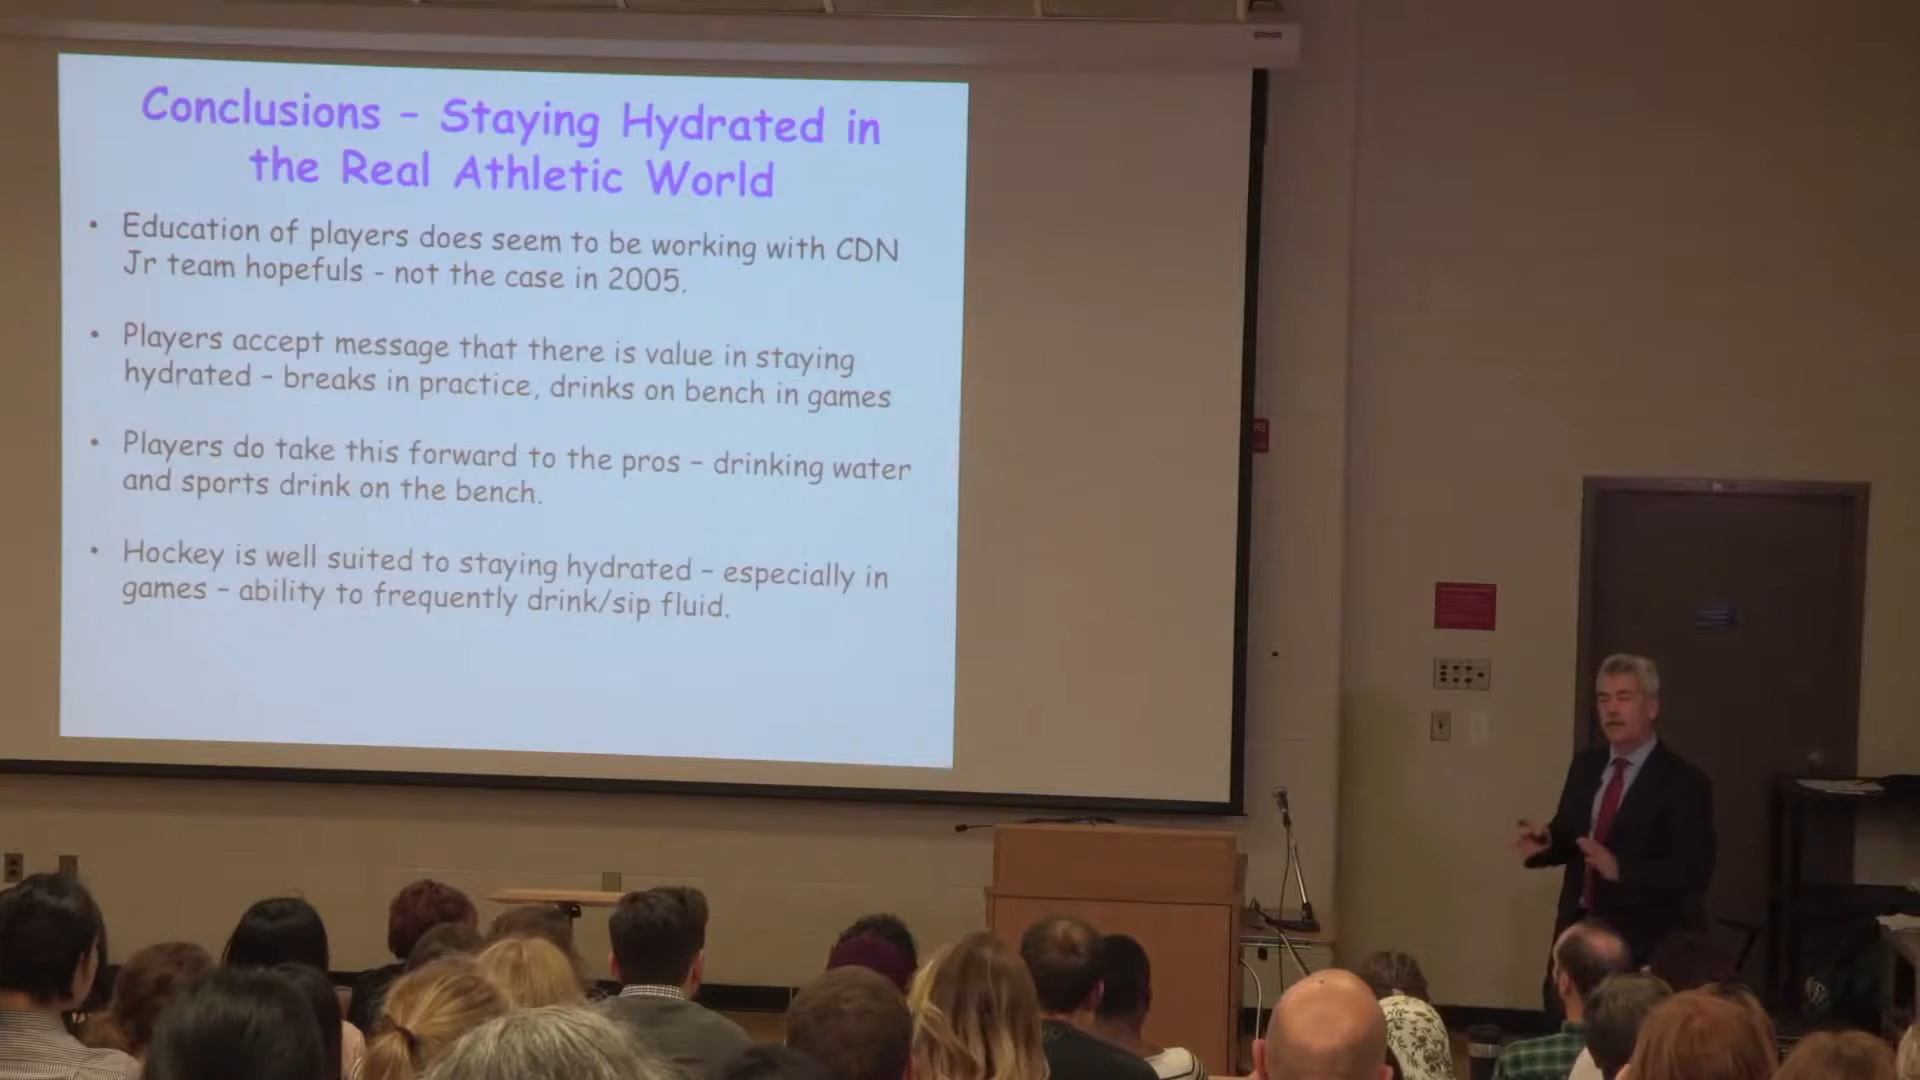 Conclusions – Staying Hydrated in
the Real Athletic World
• Education of players does seem to be working with CDN
Jr team hopefuls - not the case in 2005.
• Players accept message that there is value in staying
hydrated – breaks in practice, drinks on bench in games
• Players do take this forward to the pros – drinking water
and sports drink on the bench.
• Hockey is well suited to staying hydrated – especially in
games – ability to frequently drink/sip fluid.